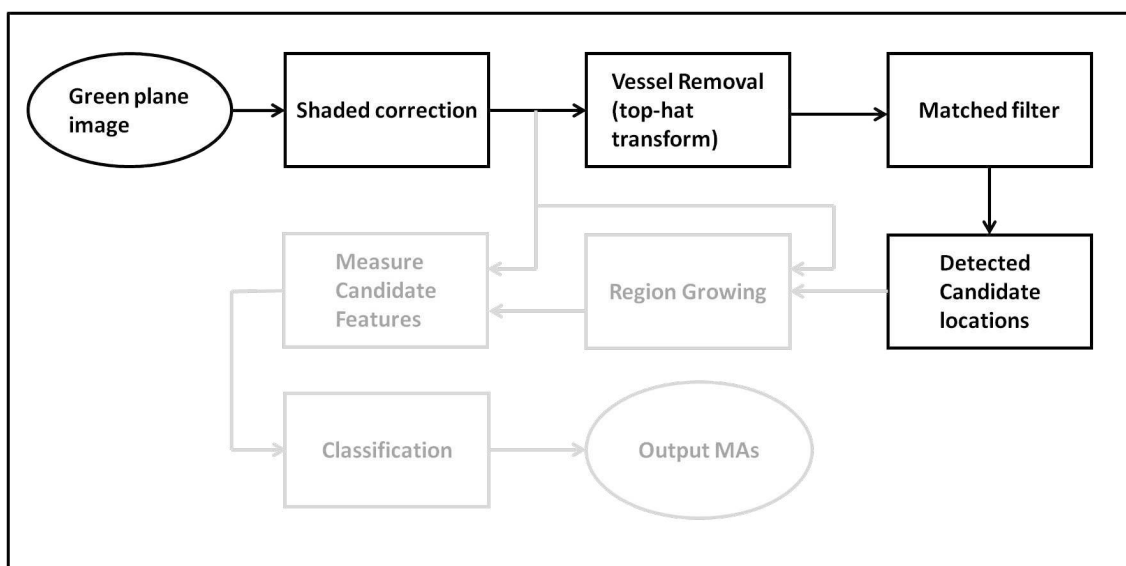 Green plane
image
Shaded correction
Vessel Removal
(top-hat
transform)
Matched filter
Measure
Candidate
Features
Region Growing
Detected
Candidate
locations
Classification
Output MAs